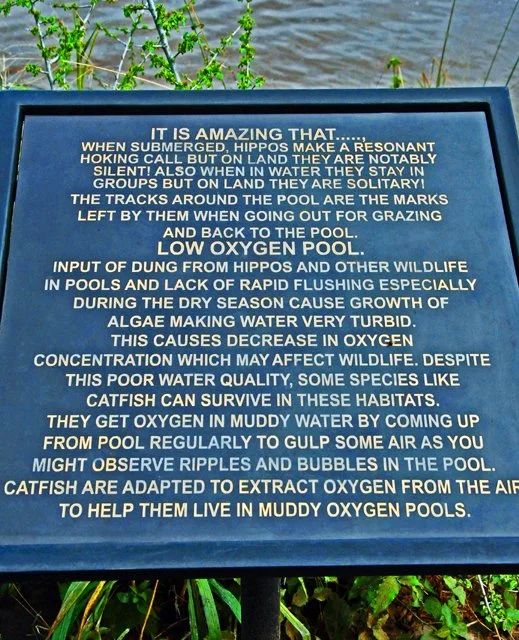 IT IS AMAZING THAT.....,
WHEN SUBMERGED, HIPPOS MAKE A RESONANT
HOKING CALL BUT ON LAND THEY ARE NOTABLY
SILENT! ALSO WHEN IN WATER THEY STAY IN
GROUPS BUT ON LAND THEY ARE SOLITARY!
THE TRACKS AROUND THE POOL ARE THE MARKS
LEFT BY THEM WHEN GOING OUT FOR GRAZING
AND BACK TO THE POOL.
LOW OXYGEN POOL.
INPUT OF DUNG FROM HIPPOS AND OTHER WILDLIFE
IN POOLS AND LACK OF RAPID FLUSHING ESPECIALLY
DURING THE DRY SEASON CAUSE GROWTH OF
ALGAE MAKING WATER VERY TURBID.
THIS CAUSES DECREASE IN OXYGEN
CONCENTRATION WHICH MAY AFFECT WILDLIFE. DESPITE
THIS POOR WATER QUALITY, SOME SPECIES LIKE
CATFISH CAN SURVIVE IN THESE HABITATS.
THEY GET OXYGEN IN MUDDY WATER BY COMING UP
FROM POOL REGULARLY TO GULP SOME AIR AS YOU
MIGHT OBSERVE RIPPLES AND BUBBLES IN THE POOL.
CATFISH ARE ADAPTED TO EXTRACT OXYGEN FROM THE AIR
TO HELP THEM LIVE IN MUDDY OXYGEN POOLS.